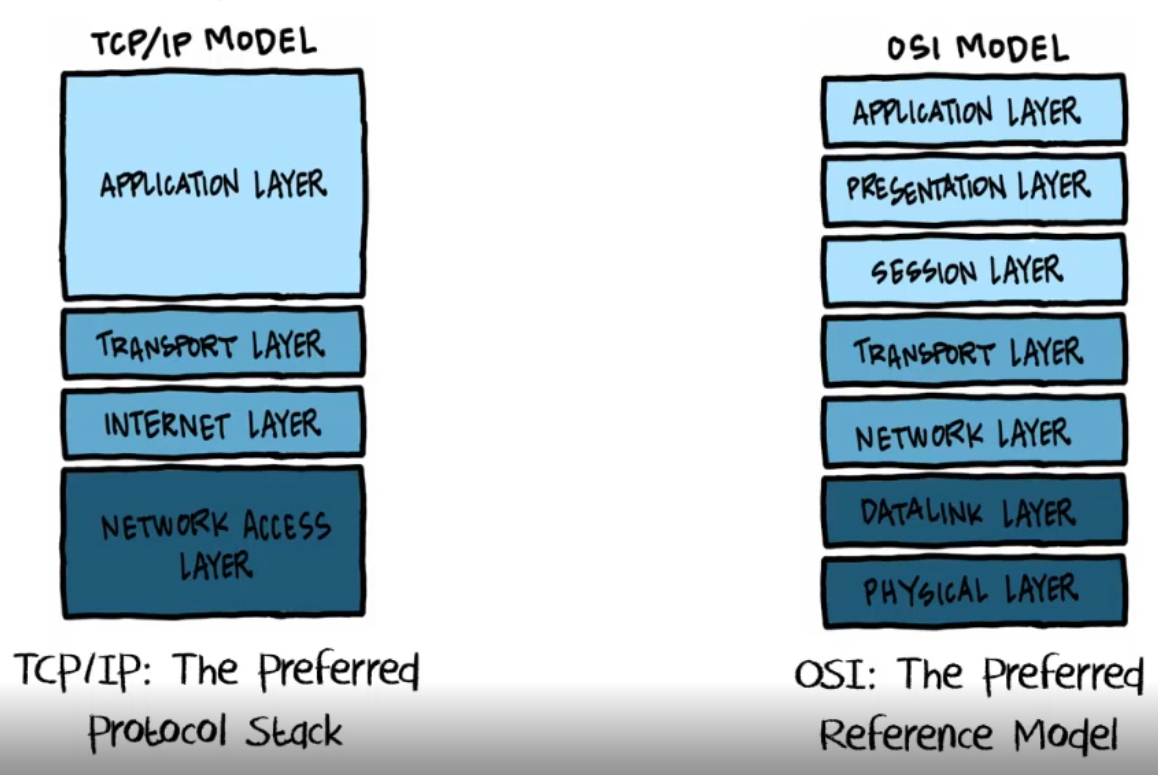 TCP/IP MODEL
APPLICATION LAYER
TRANSPORT LAYER
INTERNET LAYER
NETWORK ACCESS
LAYER
TCP/IP: The Preferred
Protocol Stack
OSI MODEL
APPLICATION LAYER
PRESENTATION LAYER
SESSION LAYER
TRANSPORT LAYER
NETWORK LAYER
DATALINK LAYER
PHYSICAL LAYER
OSI: The Preferred
Reference Model